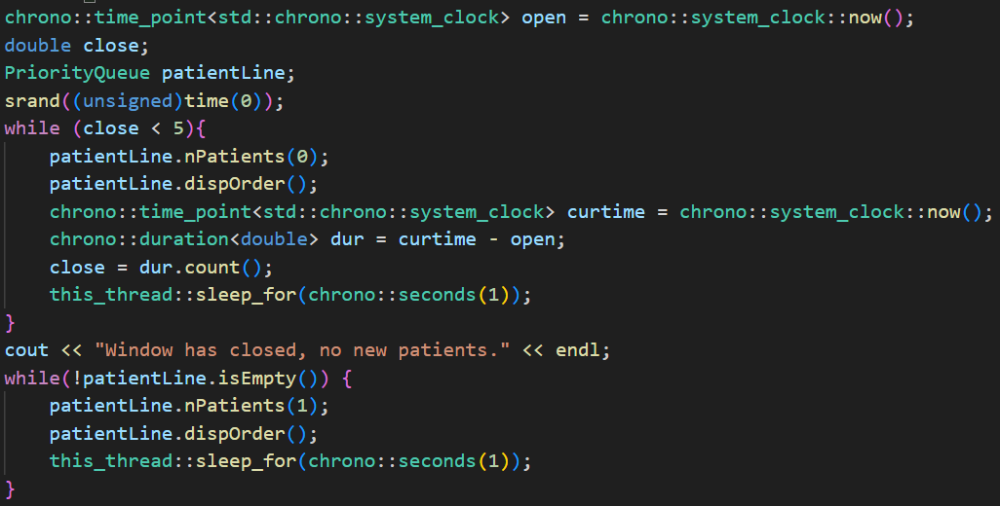 chrono::time_point<std::chrono::system_clock> open = chrono::system_clock::now();
double close;
PriorityQueue patientLine;
srand((unsigned)time(0));
while (close < 5){
    patientLine.nPatients(0);
    patientLine.dispOrder();
    chrono::time_point<std::chrono::system_clock> curtime = chrono::system_clock::now();
    chrono::duration<double> dur = curtime - open;
    close = dur.count();
    this_thread::sleep_for(chrono::seconds(1));
}
cout << "Window has closed, no new patients." << endl;
while(!patientLine.isEmpty()) {
    patientLine.nPatients(1);
    patientLine.dispOrder();
    this_thread::sleep_for(chrono::seconds(1));
}